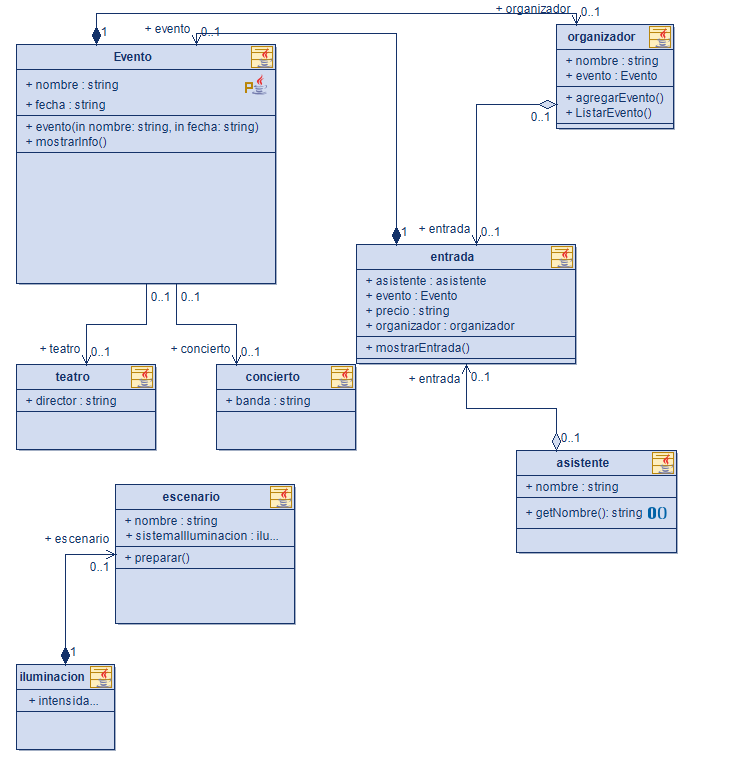 + organizador
0..1
1
+ evento
0..1
Evento
+ nombre : string
+ fecha : string
P
+ evento(in nombre: string, in fecha: string)
+ mostrarInfo()
organizador
+ nombre : string
+ evento : Evento
+ agregarEvento()
+ ListarEvento()
0..1
+ entrada
0..1
1
entrada
+ asistente : asistente
+ evento : Evento
+ precio : string
+ organizador : organizador
+ mostrarEntrada()
0..1
0..1
+ teatro
0..1
+ concierto
0..1
teatro
+ director : string
concierto
+ banda : string
+ entrada
0..1
0..1
asistente
+ nombre : string
+ getNombre(): string
escenario
+ nombre : string
+ sistemaIluminacion : ilu...
+ preparar()
+ escenario
0..1
1
iluminacion
+ intensida...